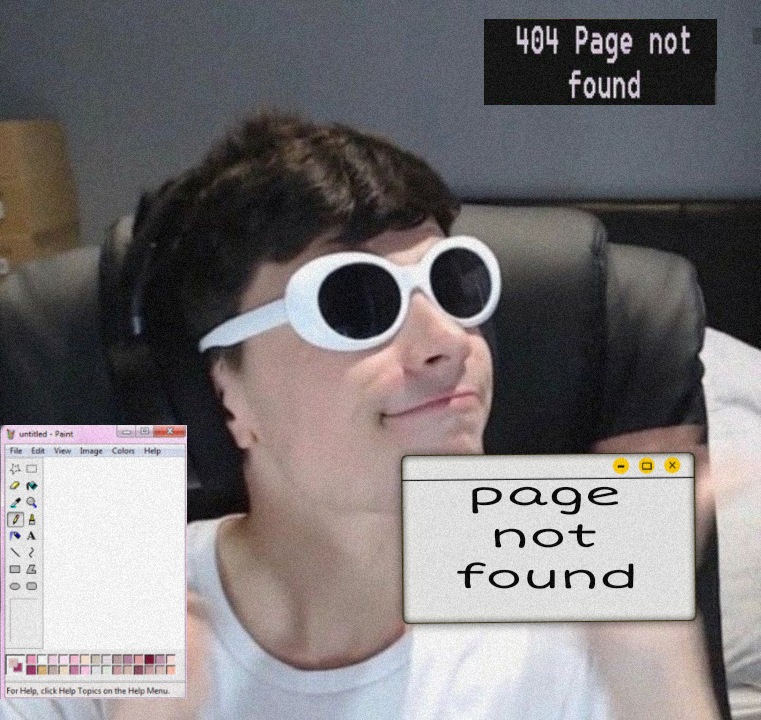 404 Page not
found
untitled - Paint
File Edit View Image Colors Help
A
page
not
found
For Help, click Help Topics on the Help Menu.